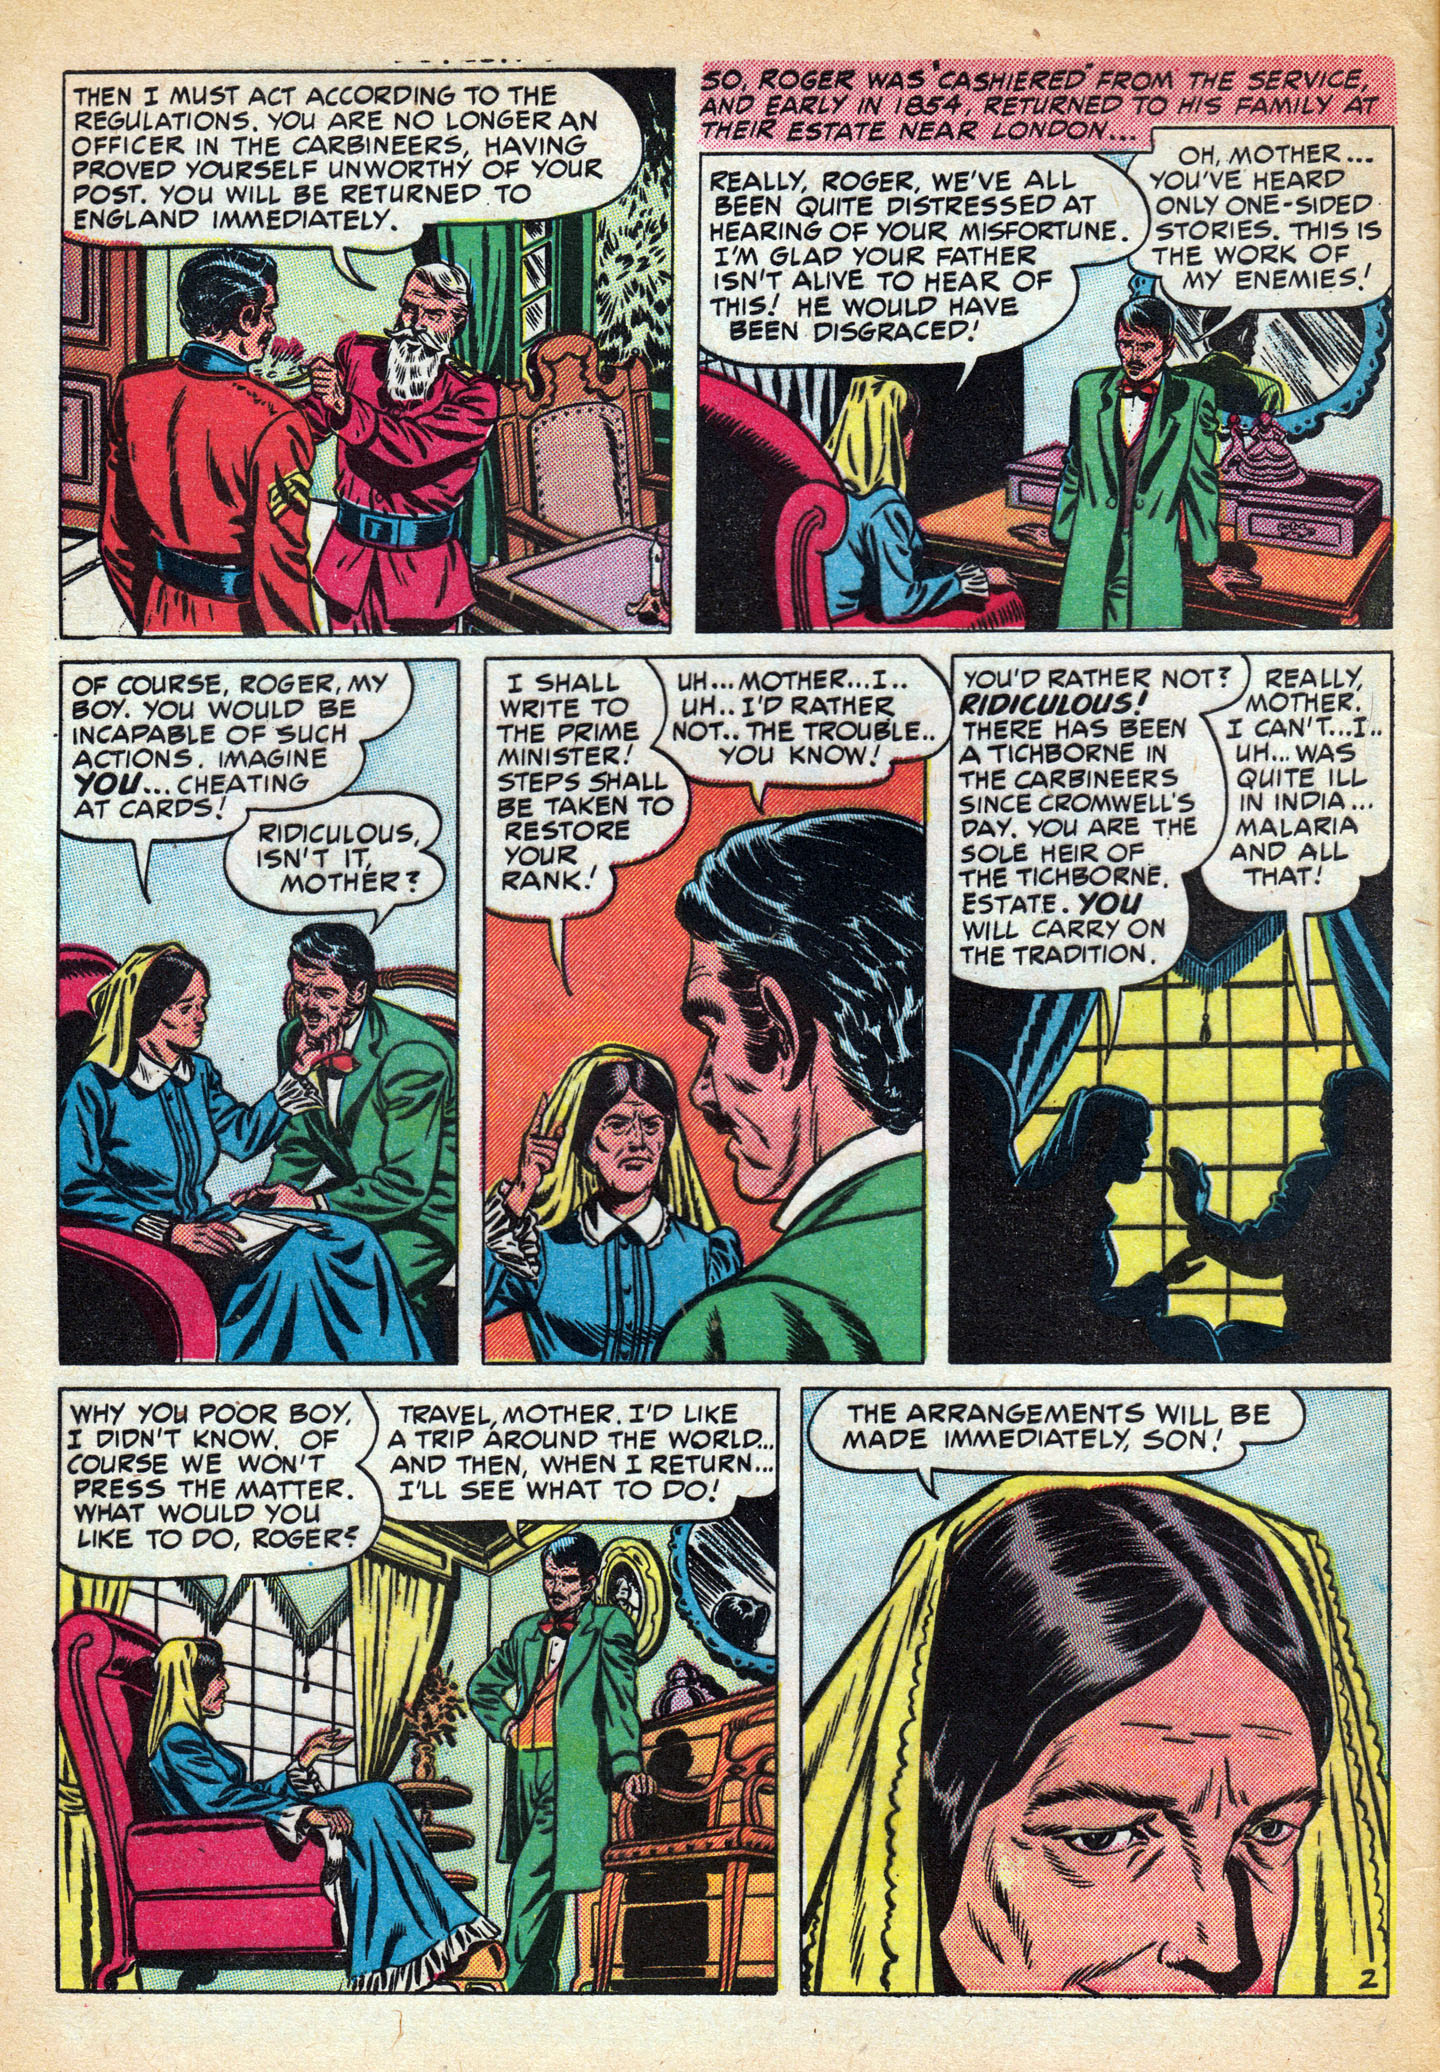 THEN I MUST ACT ACCORDING TO THE
REGULATIONS. YOU ARE NO LONGER AN
OFFICER IN THE CARBINEERS, HAVING
PROVED YOURSELF UNWORTHY OF YOUR
POST. YOU WILL BE RETURNED TO
ENGLAND IMMEDIATELY.
SO, ROGER WAS "CASHIERED" FROM THE SERVICE,
AND EARLY IN 1854, RETURNED TO HIS FAMILY AT
THEIR ESTATE NEAR LONDON...
REALLY, ROGER, WE'VE ALL
BEEN QUITE DISTRESSED AT
HEARING OF YOUR MISFORTUNE.
I'M GLAD YOUR FATHER
ISN'T ALIVE TO HEAR OF
THIS! HE WOULD HAVE
BEEN DISGRACED!
OH, MOTHER...
YOU'VE HEARD
ONLY ONE-SIDED
STORIES. THIS IS
THE WORK OF
MY ENEMIES!
OF COURSE, ROGER, MY
BOY. YOU WOULD BE
INCAPABLE OF SUCH
ACTIONS. IMAGINE
YOU... CHEATING
AT CARDS!
RIDICULOUS,
ISN'T IT,
MOTHER?
I SHALL
WRITE TO
THE PRIME
MINISTER!
STEPS SHALL
BE TAKEN TO
RESTORE
YOUR
RANK!
UH...MOTHER...I..
UH..I'D RATHER
NOT.. THE TROUBLE..
YOU KNOW!
YOU'D RATHER NOT?
RIDICULOUS!
THERE HAS BEEN
A TICHBORNE IN
THE CARBINEERS
SINCE CROMWELL'S
DAY. YOU ARE THE
SOLE HEIR OF
THE TICHBORNE.
ESTATE. YOU
WILL CARRY ON
THE TRADITION.
REALLY,
MOTHER.
I CAN'T...I..
UH... WAS
QUITE ILL
IN INDIA...
MALARIA
AND ALL
THAT!
WHY YOU POOR BOY,
I DIDN'T KNOW. OF
COURSE WE WON'T
PRESS THE MATTER.
WHAT WOULD YOU
LIKE TO DO, ROGER?
TRAVEL, MOTHER. I'D LIKE
A TRIP AROUND THE WORLD...
AND THEN, WHEN I RETURN...
I'LL SEE WHAT TO DO!
THE ARRANGEMENTS WILL BE
MADE IMMEDIATELY, SON!
2